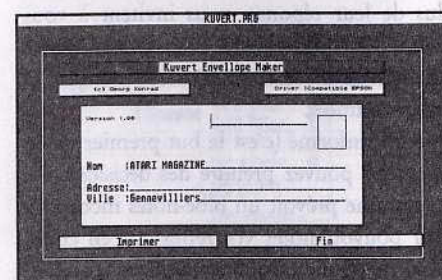 KUVERT.PRG
Kuvert Envellope Maker
(c) Georg Konrad
Driver :Compatible EPSON
Version 1.00
Nom :ATARI MAGAZINE
Adresse:
Ville :Gennevilliers
Imprimer
Fin